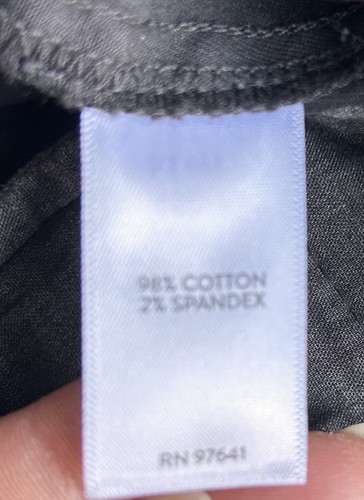 98% COTTON
2% SPANDEX
RN 97641